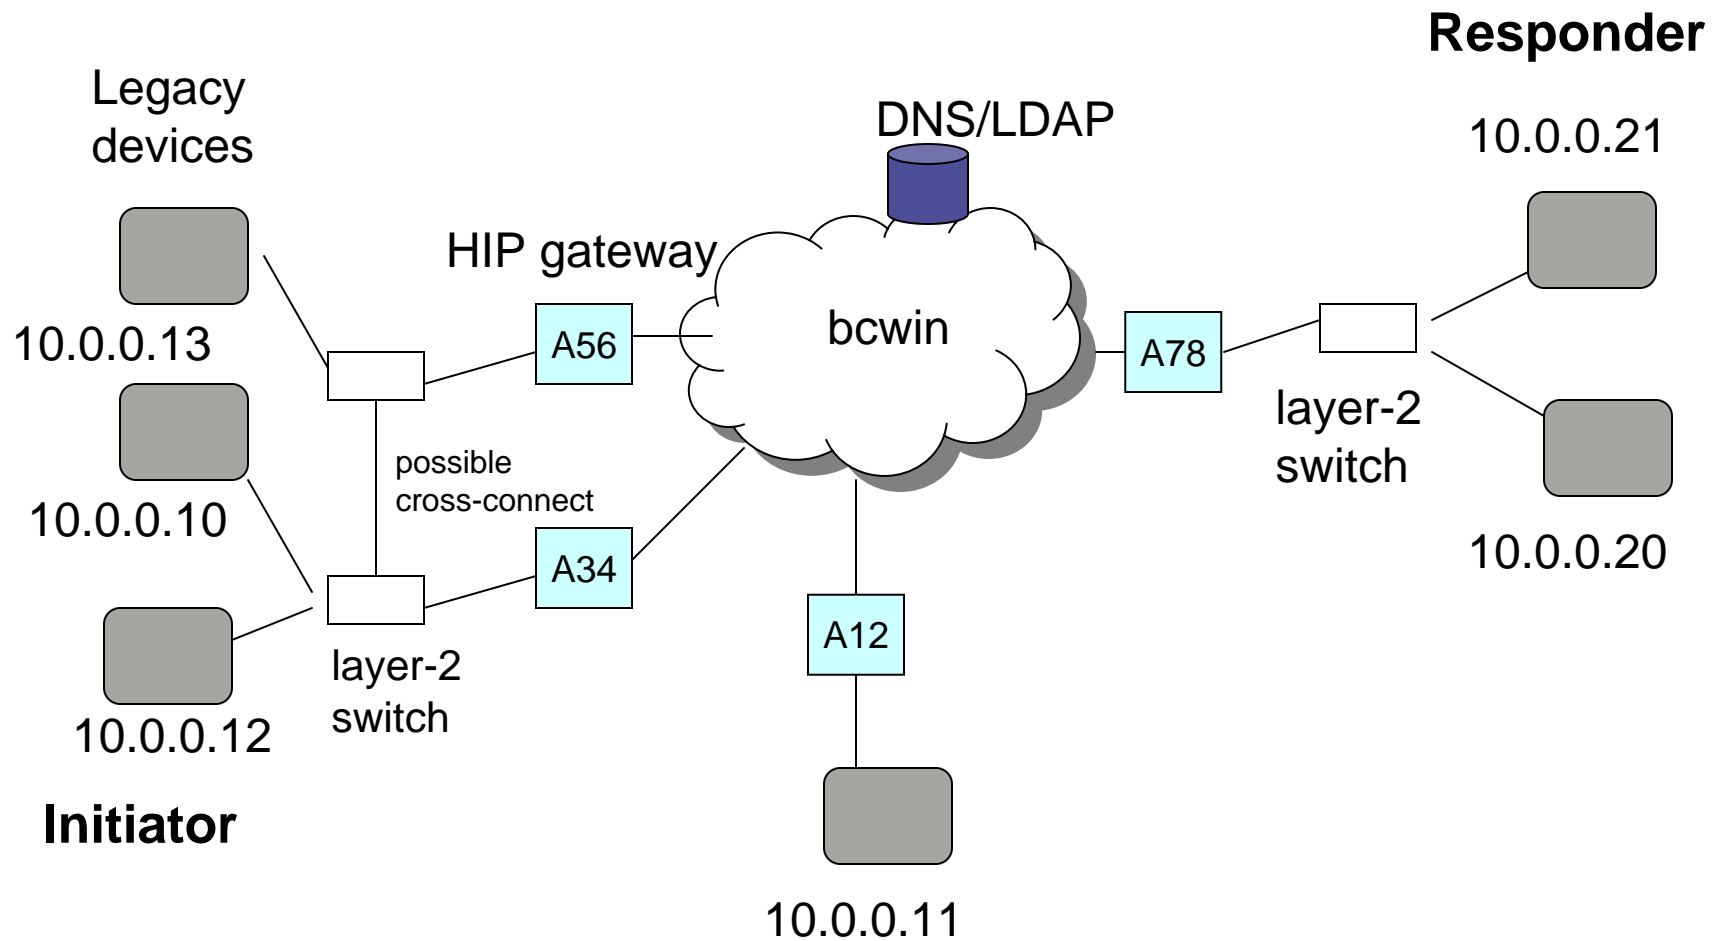 Responder
Legacy
devices
DNS/LDAP
10.0.0.21
HIP gateway
10.0.0.13
A56
bcwin
A78
layer-2
switch
possible
cross-connect
10.0.0.10
A34
10.0.0.20
A12
layer-2
switch
10.0.0.12
Initiator
10.0.0.11